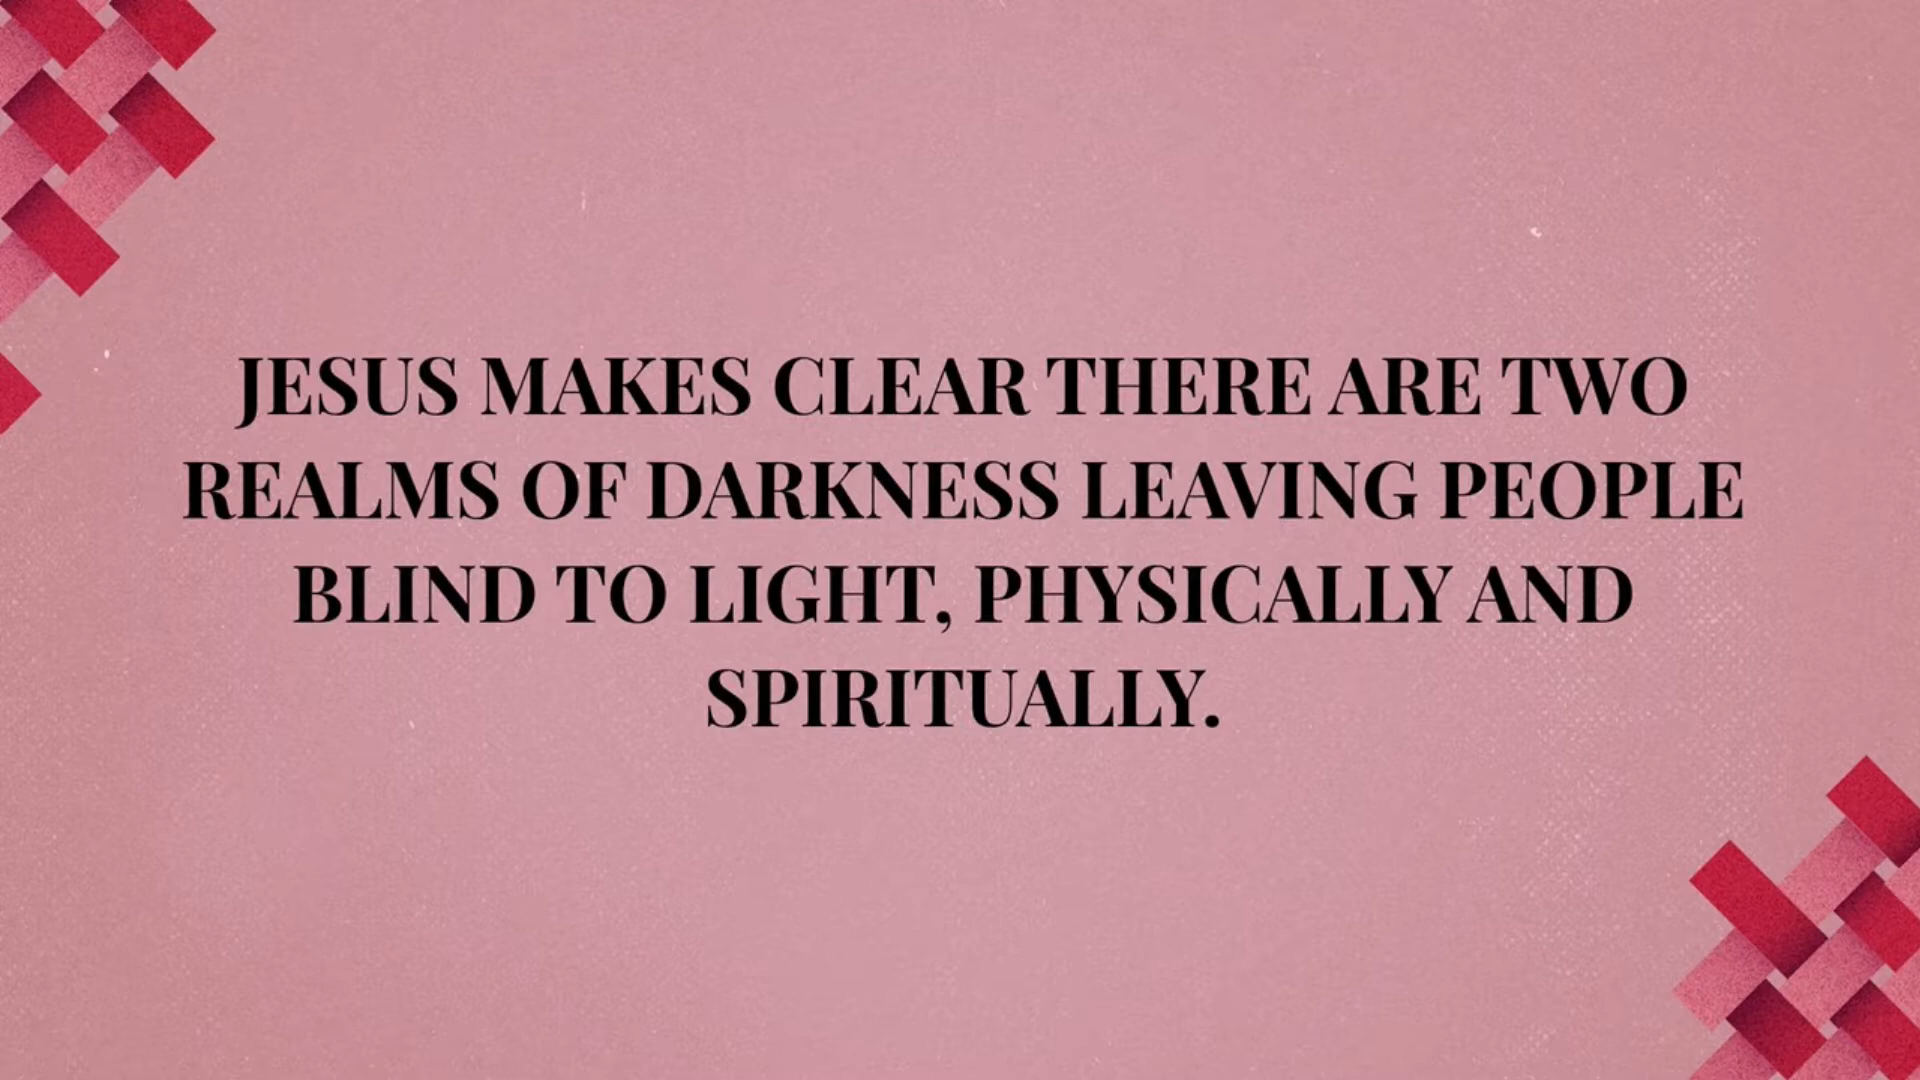 JESUS MAKES CLEAR THERE ARE TWO
REALMS OF DARKNESS LEAVING PEOPLE
BLIND TO LIGHT, PHYSICALLY AND
SPIRITUALLY.